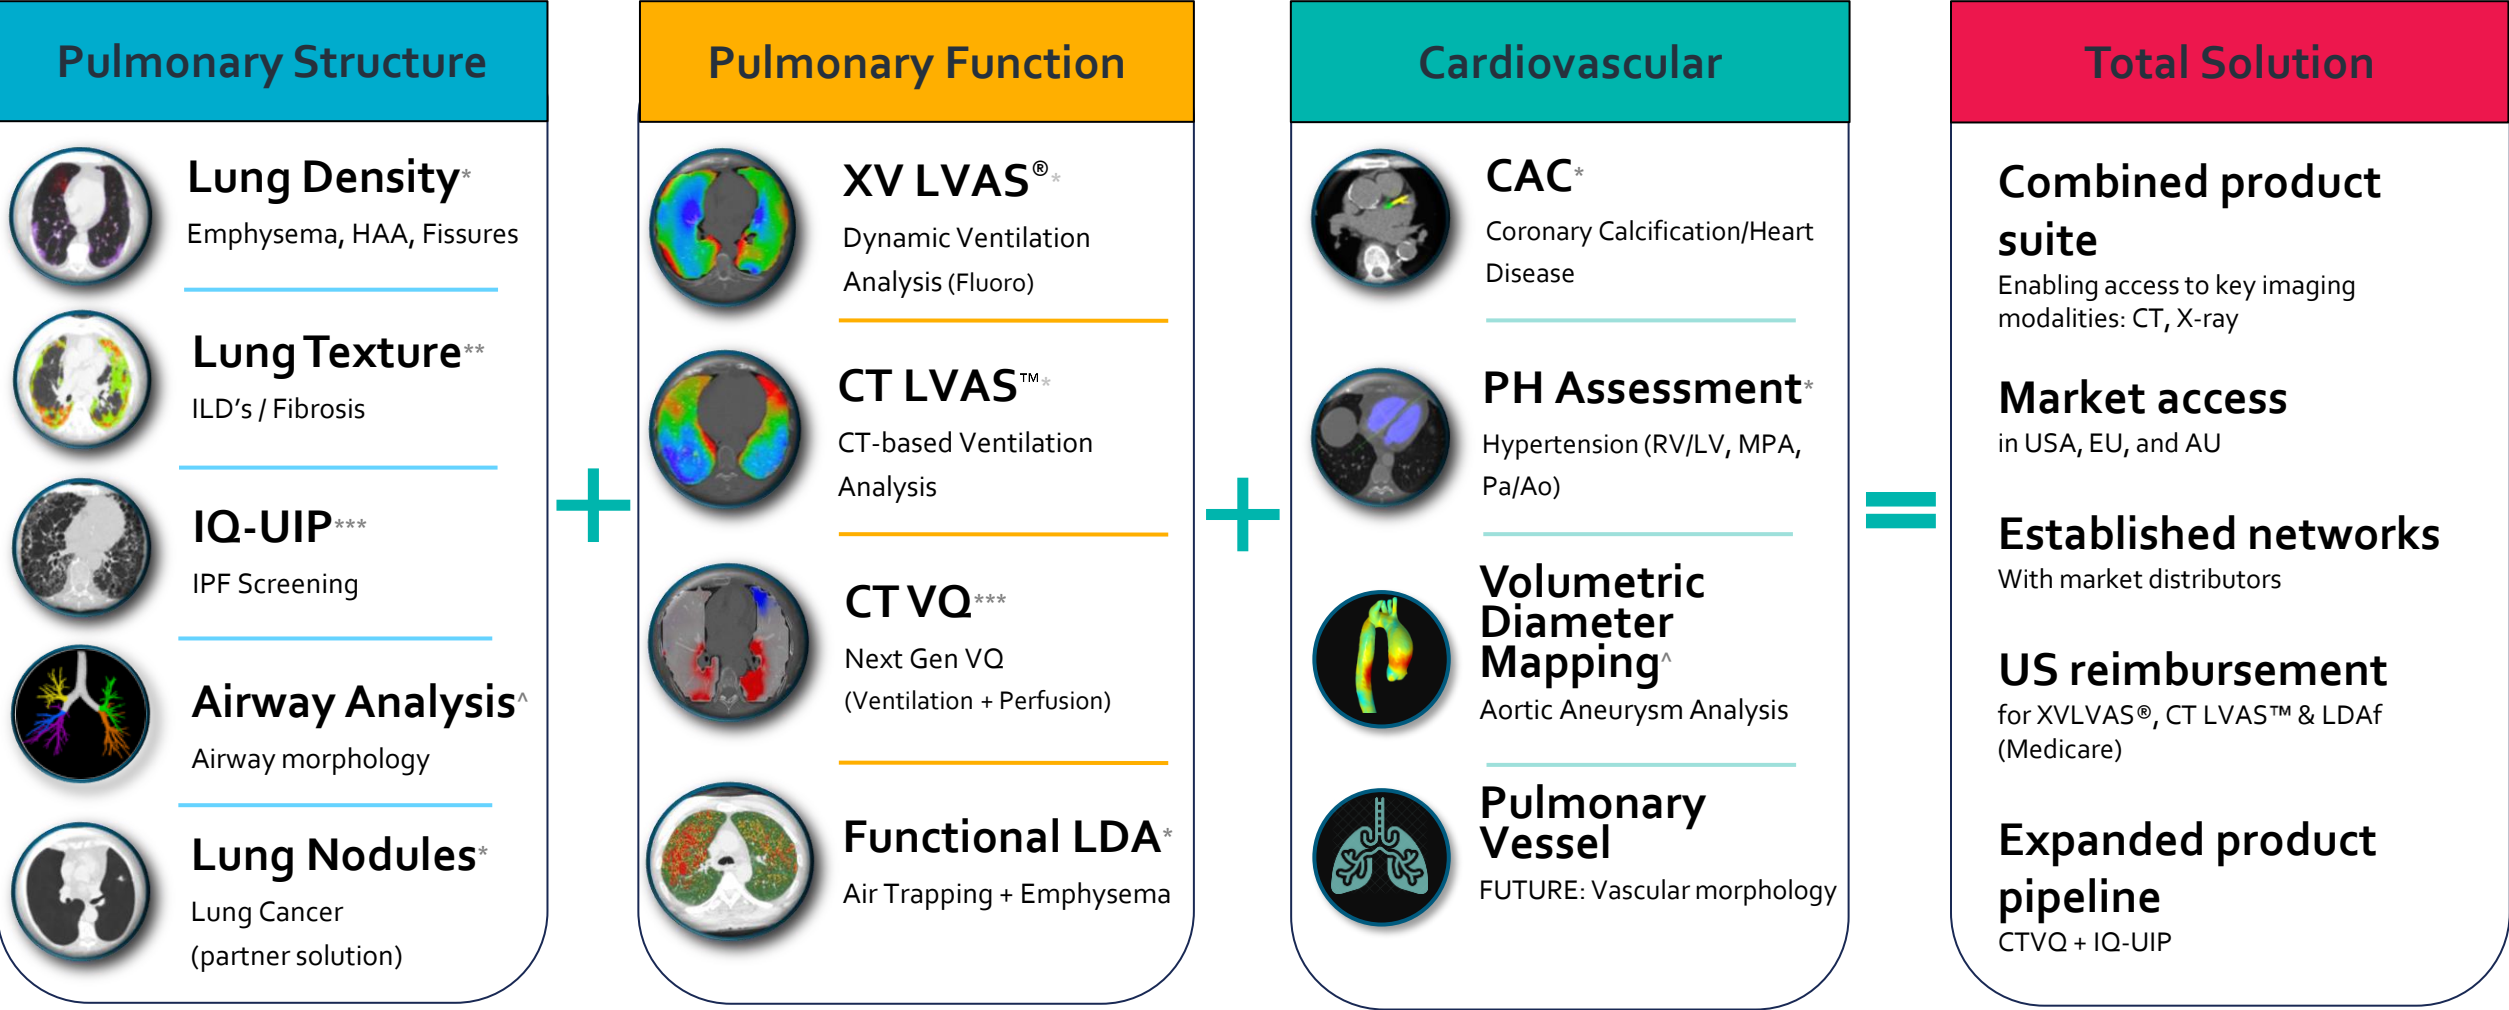 Pulmonary Structure
Lung Density*
Emphysema, HAA, Fissures
Lung Texture**
ILD's / Fibrosis
IQ-UIP***
IPF Screening
Airway Analysis^
Airway morphology
Lung Nodules*
Lung Cancer
(partner solution)
+
Pulmonary Function
XV LVAS®*
Dynamic Ventilation
Analysis (Fluoro)
CT LVAS™*
CT-based Ventilation
Analysis
CT VQ***
Next Gen VQ
(Ventilation + Perfusion)
Functional LDA*
Air Trapping + Emphysema
+
Cardiovascular
CAC*
Coronary Calcification/Heart
Disease
PH Assessment*
Hypertension (RV/LV, MPA,
Pa/Ao)
Volumetric
Diameter
Mapping^
Aortic Aneurysm Analysis
Pulmonary
Vessel
FUTURE: Vascular morphology
=
Total Solution
Combined product
suite
Enabling access to key imaging
modalities: CT, X-ray
Market access
in USA, EU, and AU
Established networks
With market distributors
US reimbursement
for XVLVAS®, CT LVAS™ & LDAf
(Medicare)
Expanded product
pipeline
CTVQ + IQ-UIP